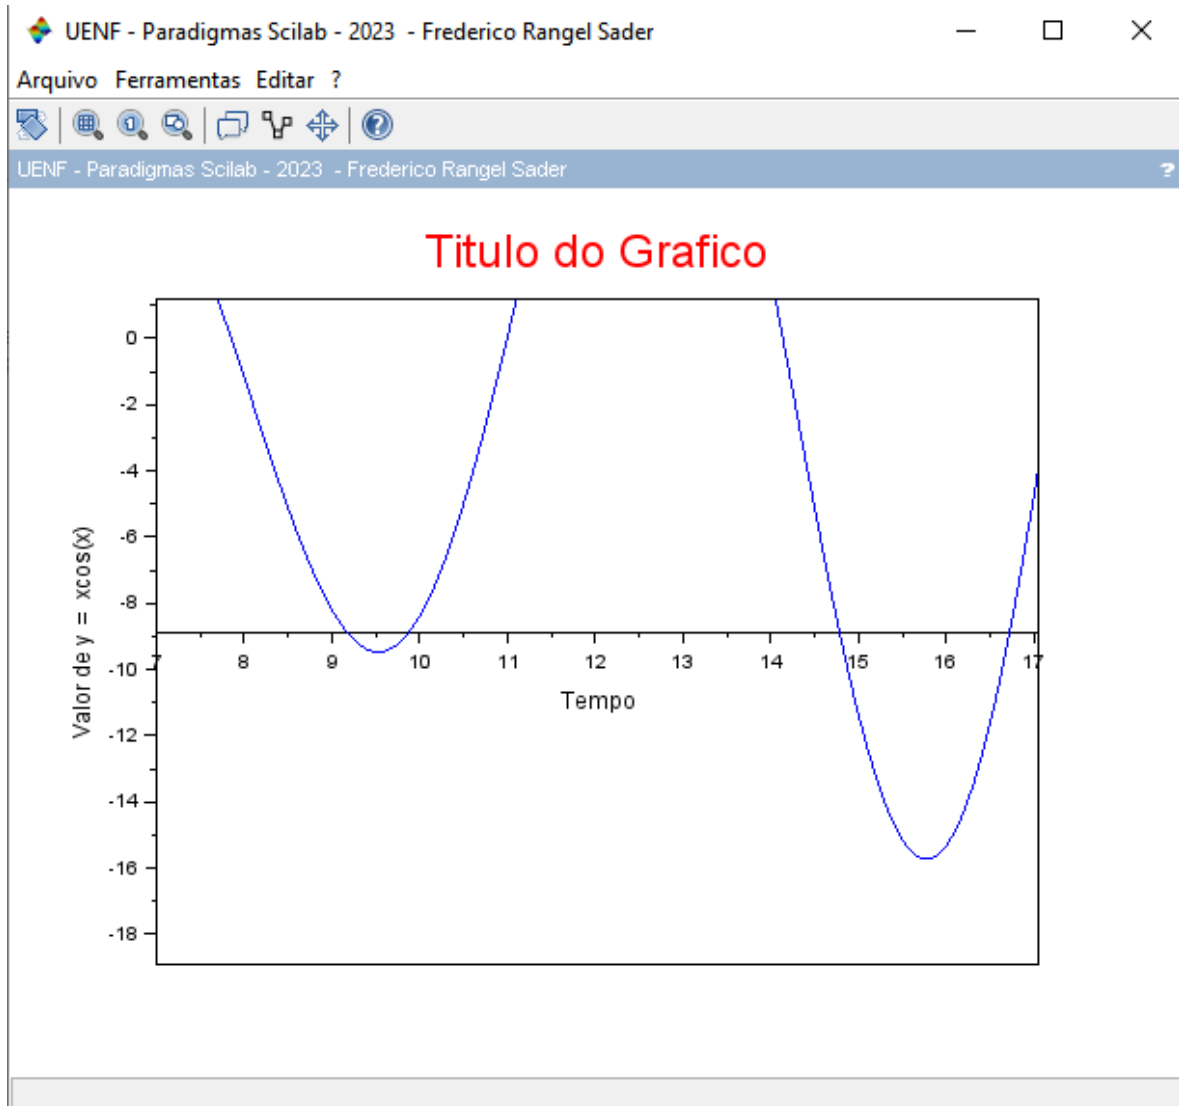 UENF - Paradigmas Scilab - 2023  - Frederico Rangel Sader
Arquivo Ferramentas Editar ?
UENF - Paradigmas Scilab - 2023  - Frederico Rangel Sader ?
Titulo do Grafico
0
-2
-4
-6
-8
-10
-12
-14
-16
-18
Valor de y = xcos(x)
7 8 9 10 11 12 13 14 15 16 17
Tempo